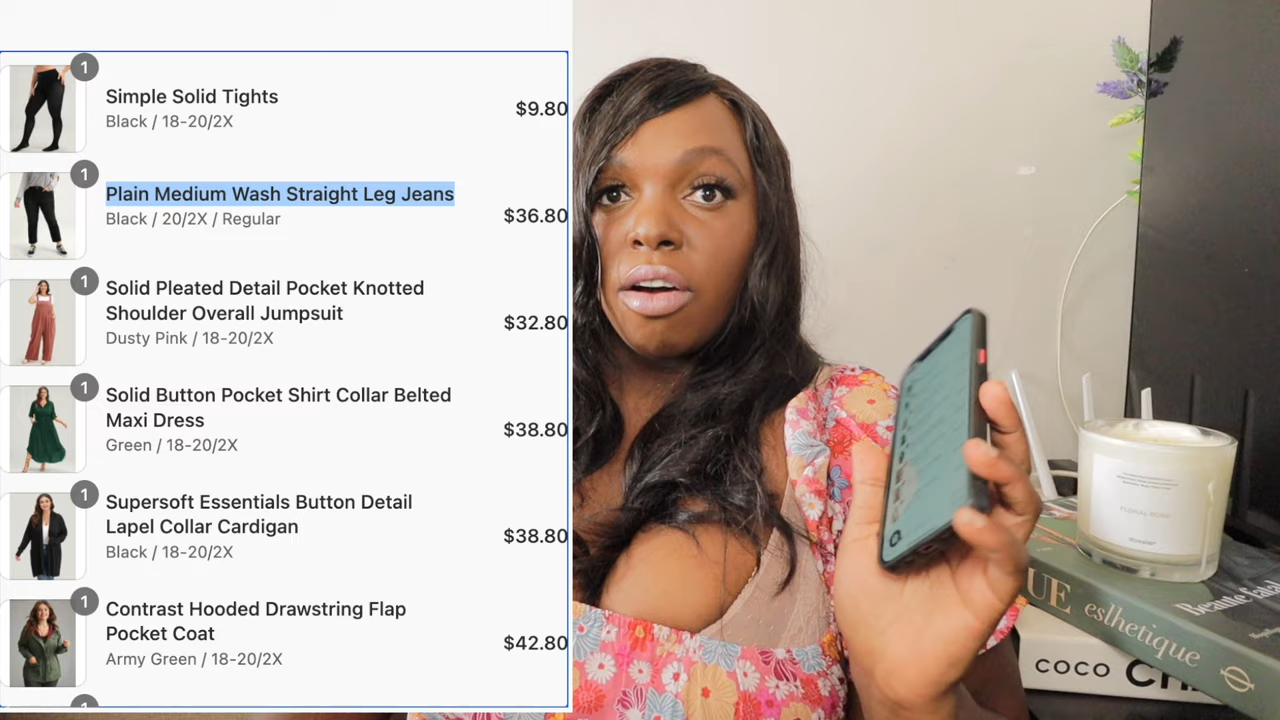 1
Simple Solid Tights
Black / 18-20/2X
$9.80
1
Plain Medium Wash Straight Leg Jeans
Black / 20/2X / Regular
$36.80
1
Solid Pleated Detail Pocket Knotted
Shoulder Overall Jumpsuit
Dusty Pink / 18-20/2X
$32.80
1
Solid Button Pocket Shirt Collar Belted
Maxi Dress
Green / 18-20/2X
$38.80
1
Supersoft Essentials Button Detail
Lapel Collar Cardigan
Black / 18-20/2X
$38.80
1
Contrast Hooded Drawstring Flap
Pocket Coat
Army Green / 18-20/2X
$42.80
1
UE esthetique
COCO